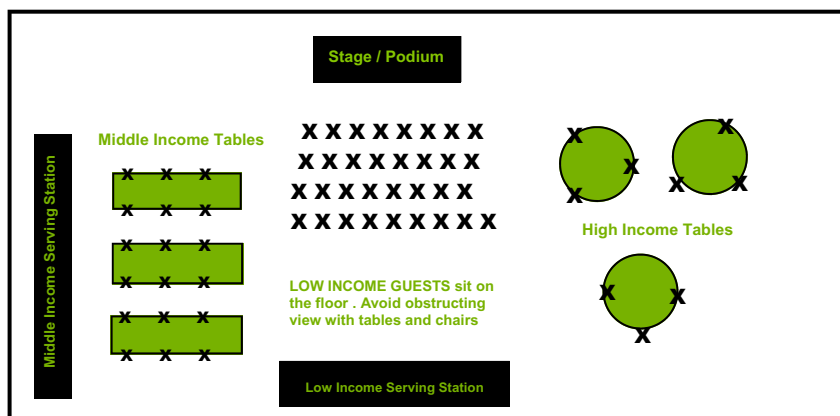 Stage / Podium
Middle Income Serving Station
Middle Income Tables
x x x
x x x
x x x
x x x
x x x
x x x
X X X X X X X X
X X X X X X X X
X X X X X X X X
X X X X X X X X X
LOW INCOME GUESTS sit on
the floor . Avoid obstructing
view with tables and chairs
Low Income Serving Station
X
X
X
X
X
X
High Income Tables
X
X
X